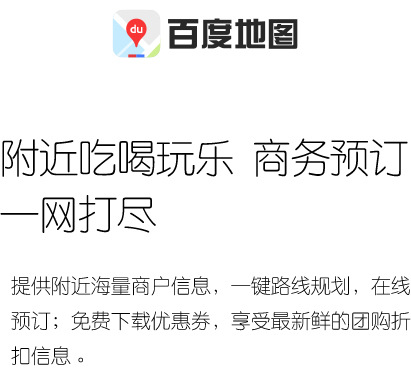 du 百度地图
附近吃喝玩乐 商务预订
一网打尽
提供附近海量商户信息，一键路线规划，在线
预订；免费下载优惠券，享受最新鲜的团购折
扣信息。